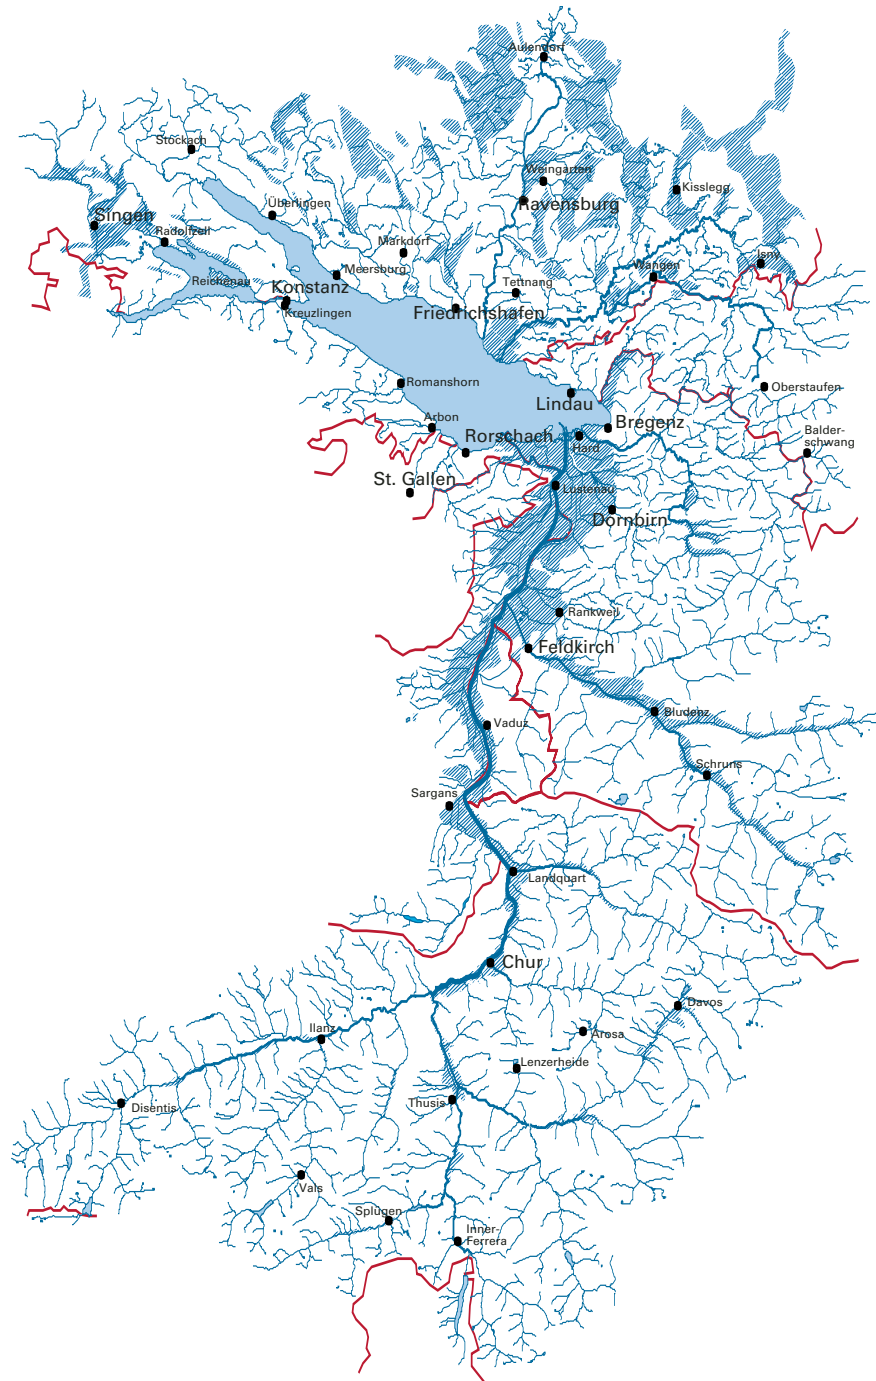 Aulendorf
Stockach
Weingarten
Kisslegg
Überlingen
Ravensburg
Singen
Radolfzell
Markdorf
Isny
Wangen
Meersburg
Reichenau
Tettnang
Konstanz
Kreuzlingen
Friedrichshafen
Romanshorn
Oberstaufen
Lindau
Arbon
Bregenz
Balder-
schwang
Rorschach
Hard
St. Gallen
Lustenau
Dornbirn
Rankweil
Feldkirch
Bludenz
Vaduz
Schruns
Sargans
Landquart
Chur
Davos
Ilanz
Arosa
Lenzerheide
Thusis
Disentis
Vals
Splügen
Inner-
Ferrera